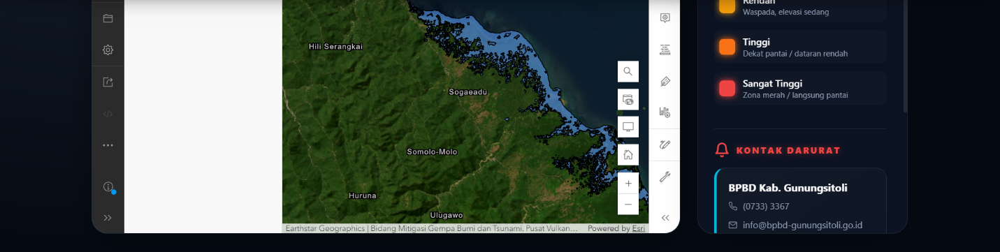 Hili Serangkai
Sogaeadu
Somolo-Molo
Huruna
Ulugawo
Earthstar Geographics | Bidang Mitigasi Gempa Bumi dan Tsunami. Pusat Vulkan...
Powered by Esri
Rendah
Waspada, elevasi sedang
Tinggi
Dekat pantai / dataran rendah
Sangat Tinggi
Zona merah / langsung pantai
KONTAK DARURAT
BPBD Kab. Gunungsitoli
(0733) 3367
info@bpbd-gunungsitoli.go.id